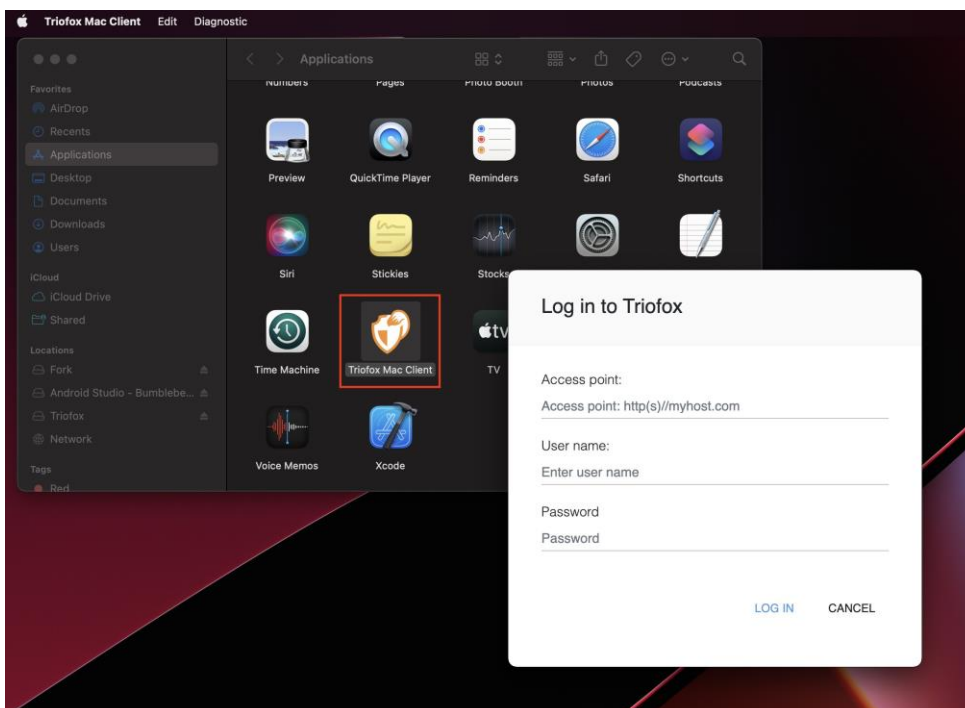 Triofox Mac Client Edit Diagnostic
Applications
Favorites
AirDrop
Recents
Applications
Desktop
Documents
Downloads
Users
iCloud
iCloud Drive
Shared
Locations
Fork
Android Studio - Bumblebe...
Triofox
Network
Tags
Red
Numbers Pages Photo Booth Photos Podcasts
Preview QuickTime Player Reminders Safari Shortcuts
Siri Stickies Stocks
tv
Time Machine Triofox Mac Client TV
Voice Memos Xcode
Log in to Triofox
Access point:
Access point: http(s)//myhost.com
User name:
Enter user name
Password
Password
LOG IN CANCEL